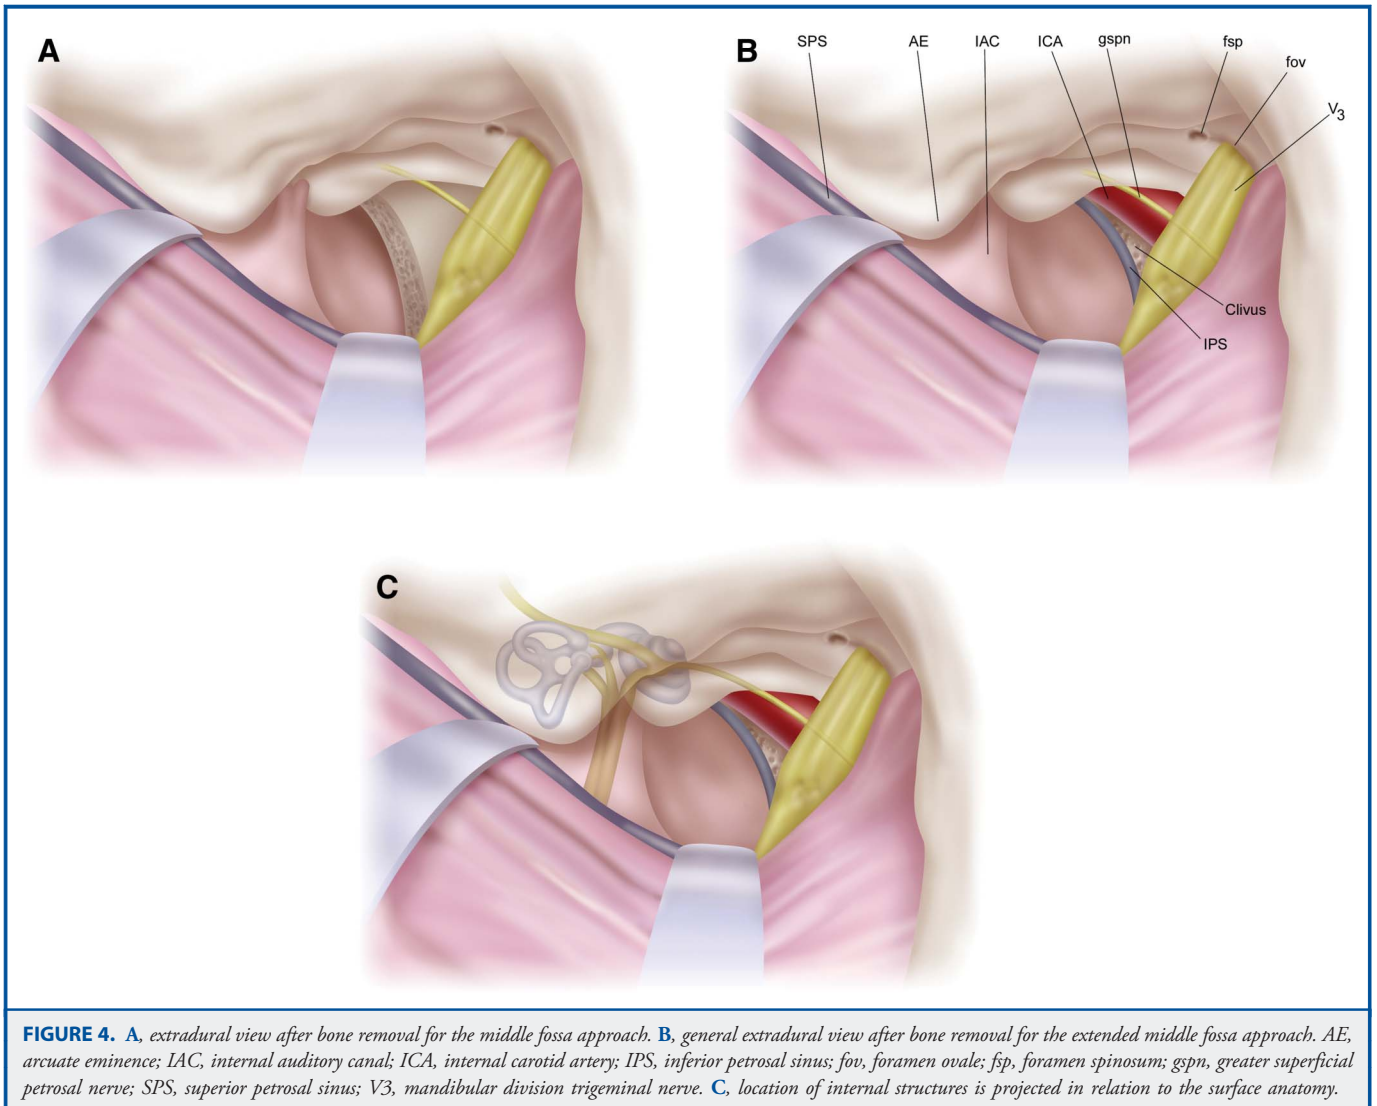 A
B
SPS
AE
IAC
ICA
gspn
fsp
fov
V3
Clivus
IPS
C
FIGURE 4. A, extradural view after bone removal for the middle fossa approach. B, general extradural view after bone removal for the extended middle fossa approach. AE,
arcuate eminence; IAC, internal auditory canal; ICA, internal carotid artery; IPS, inferior petrosal sinus; fov, foramen ovale; fsp, foramen spinosum; gspn, greater superficial
petrosal nerve; SPS, superior petrosal sinus; V3, mandibular division trigeminal nerve. C, location of internal structures is projected in relation to the surface anatomy.